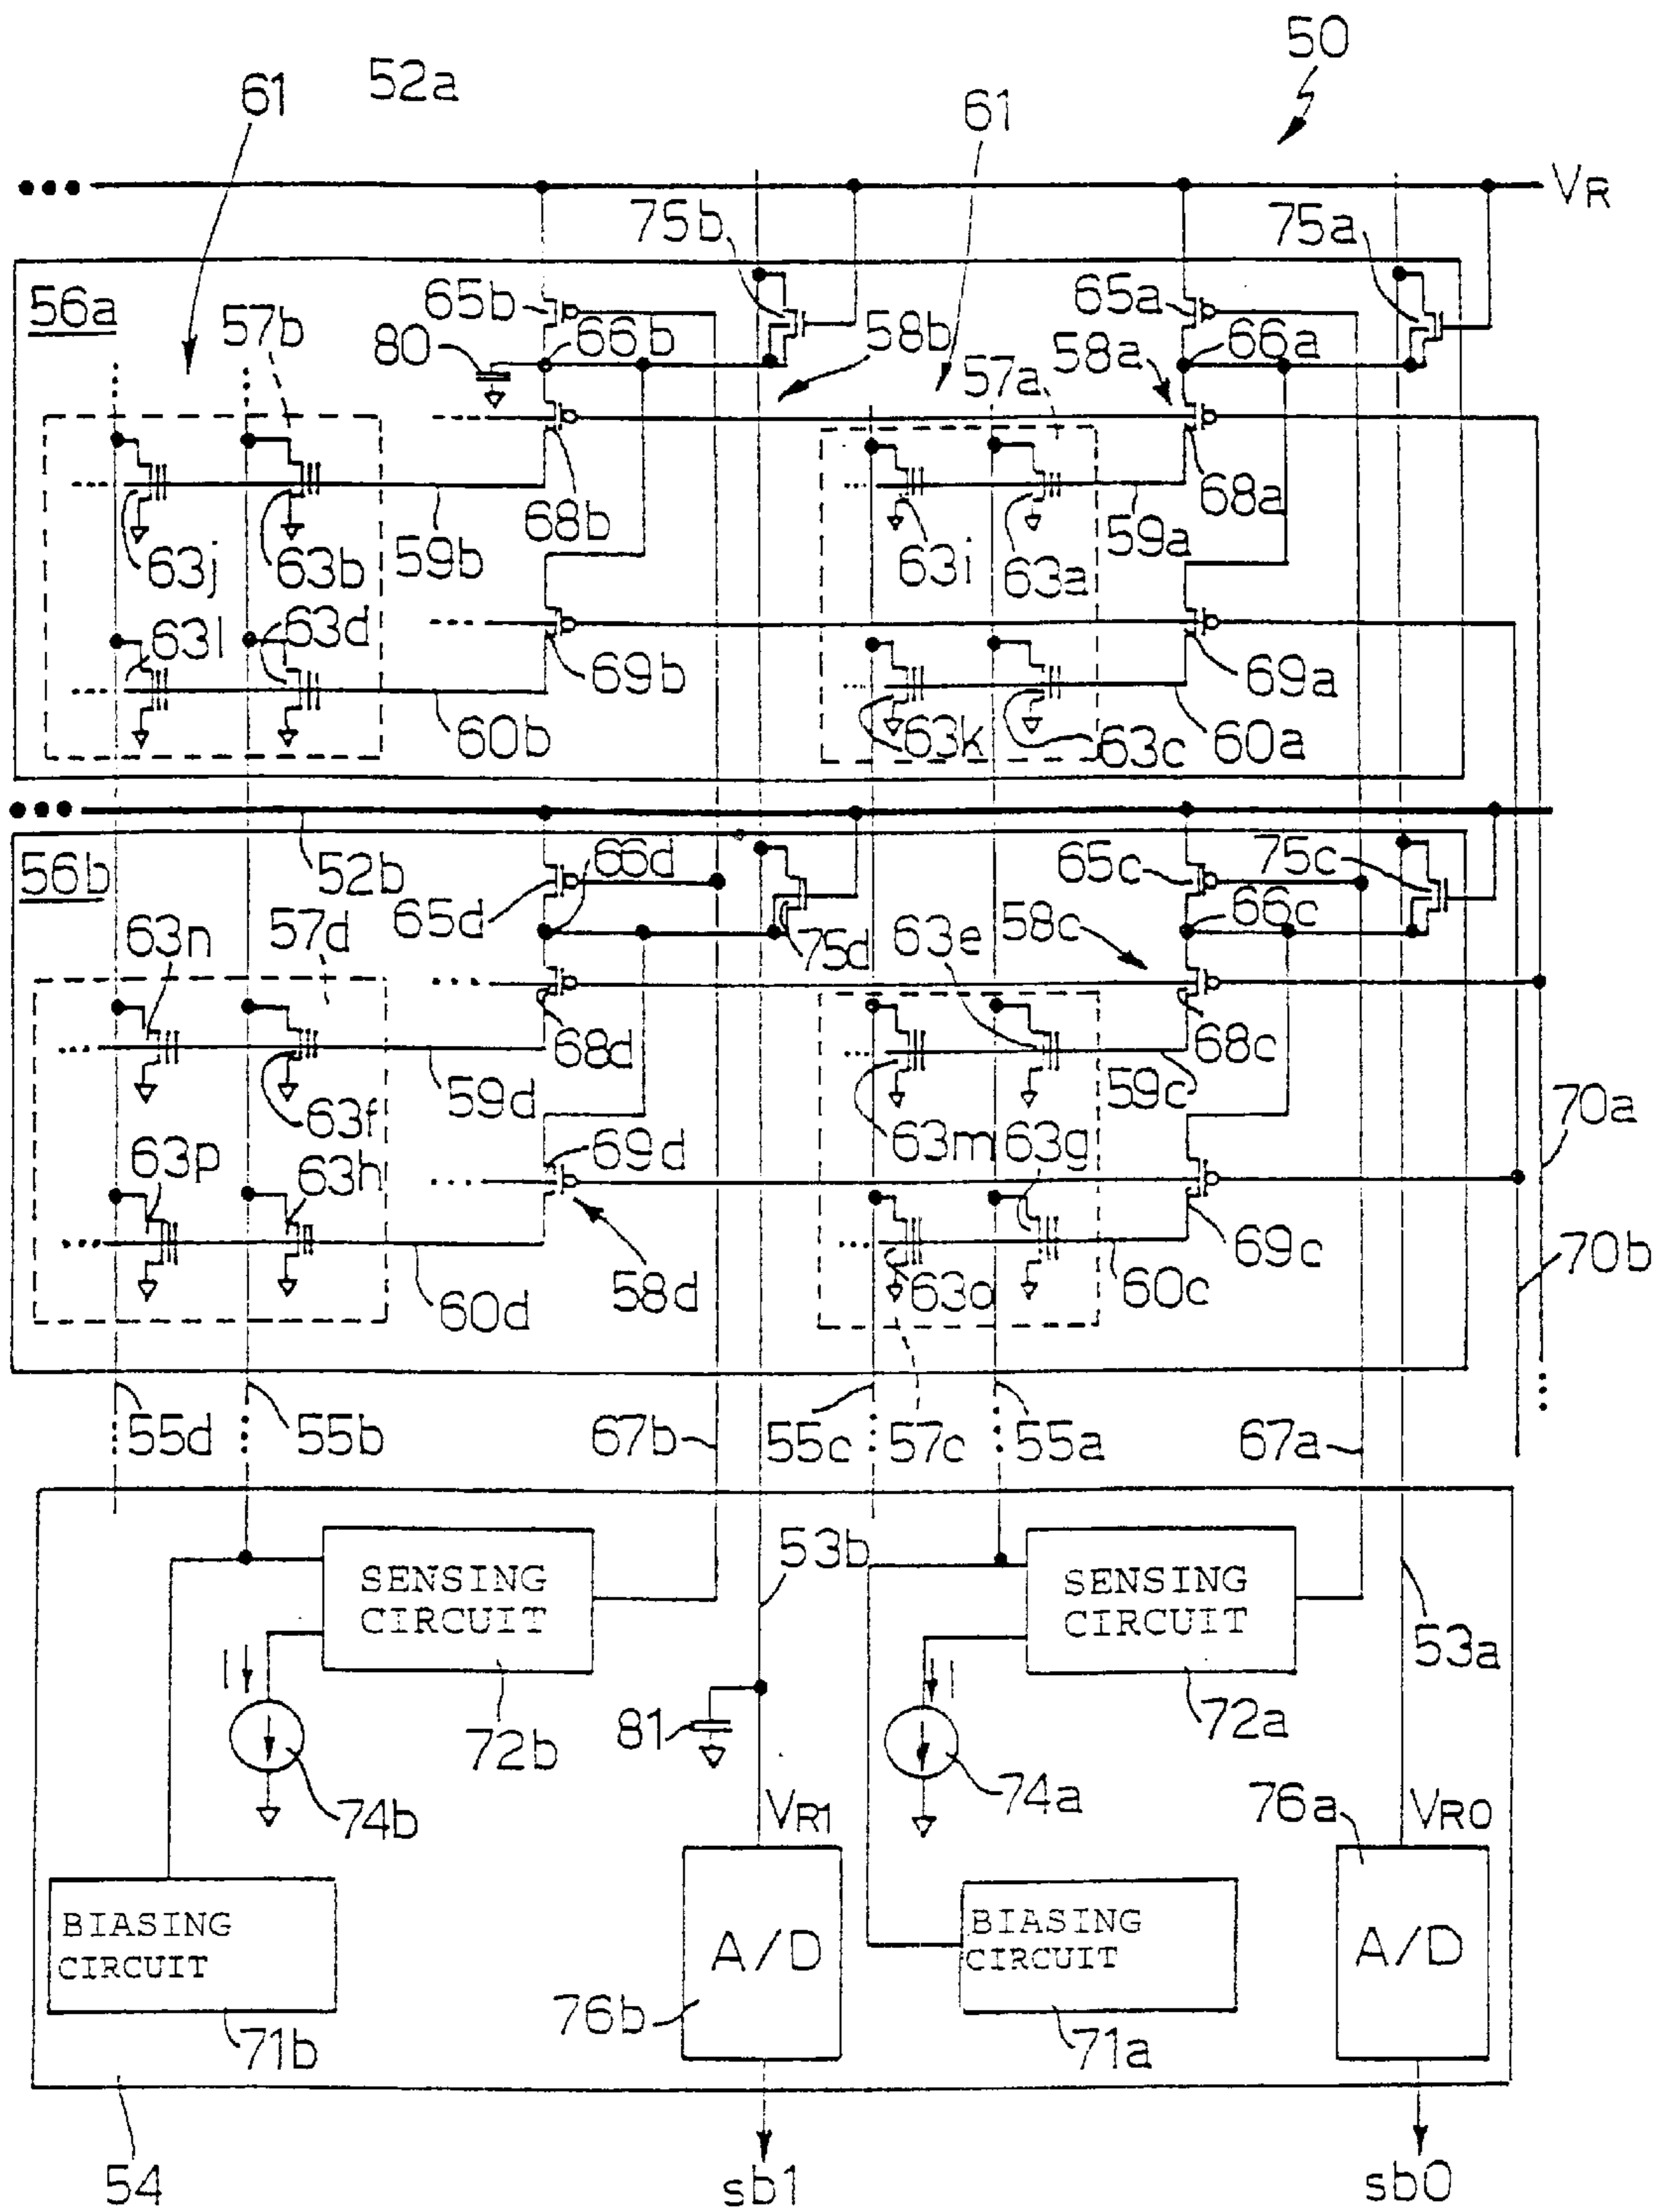 50
61 52a 61
VR
75b 75a
56a 57b 65b 65a
80 66b 58b 57a 58a 66a
63j 63b 59b 68b 63i 63a 59a 68a
63l 63d 69b 69a
60b 63k 63c 60a
56b 52b 65d 66d 65c 75c
63n 57d 75d 63e 58c 66c
68d 68c
63f 59d 59c 70a
63p 63h 69d 63m 63g
60d 58d 63o 60c 69c 70b
55d 55b 67b 55c 57c 55a 67a
SENSING
CIRCUIT
53b
SENSING
CIRCUIT
53a
I I
72b 81 72a
74b VR1 74a 76a VR0
BIASING
CIRCUIT
A/D
BIASING
CIRCUIT
A/D
71b 76b 71a
54 sb1 sb0